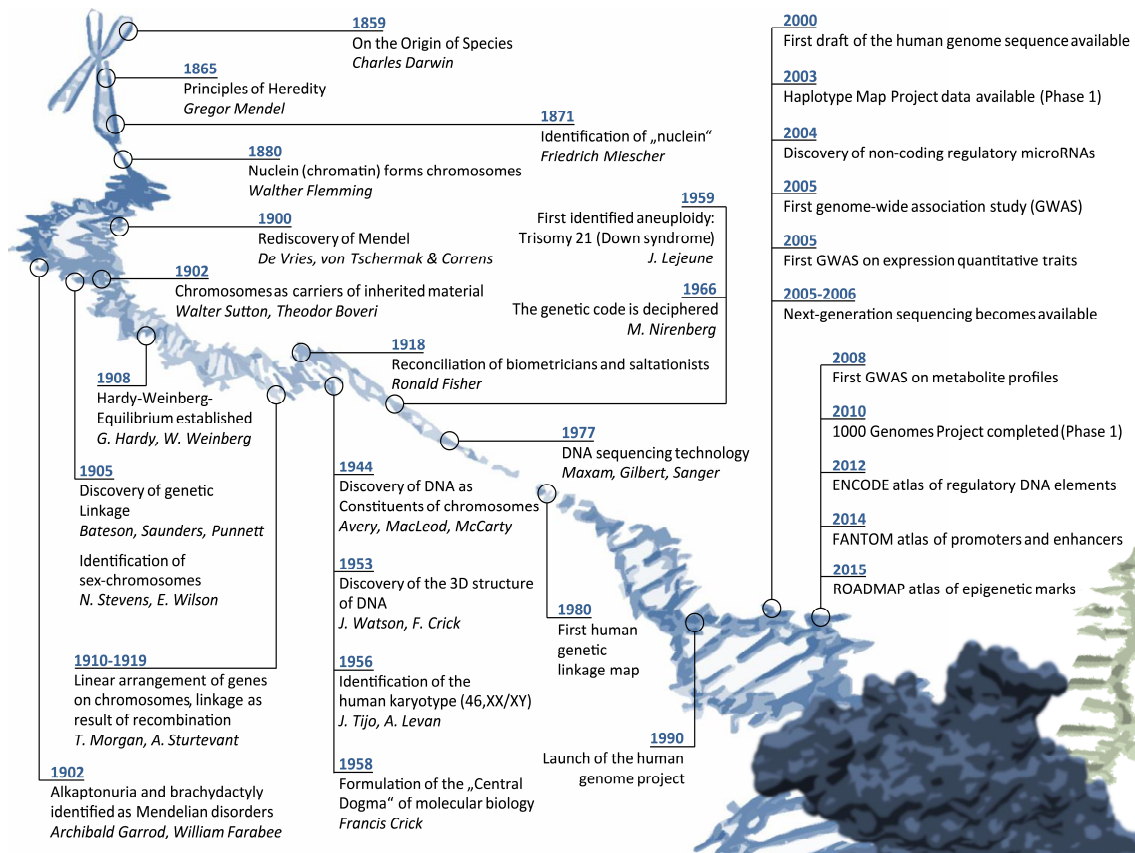 1859
On the Origin of Species
Charles Darwin
1865
Principles of Heredity
Gregor Mendel
1871
Identification of „nuclein“
Friedrich MIescher
1880
Nuclein (chromatin) forms chromosomes
Walther Flemming
1900
Rediscovery of Mendel
De Vries, von Tschermak & Correns
1902
Chromosomes as carriers of inherited material
Walter Sutton, Theodor Boveri
1959
First identified aneuploidy:
Trisomy 21 (Down syndrome)
J. Lejeune
1966
The genetic code is deciphered
M. Nirenberg
1918
Reconciliation of biometricians and saltationists
Ronald Fisher
1908
Hardy-Weinberg-
Equilibrium established
G. Hardy, W. Weinberg
1977
DNA sequencing technology
Maxam, Gilbert, Sanger
1905
Discovery of genetic
Linkage
Bateson, Saunders, Punnett
Identification of
sex-chromosomes
N. Stevens, E. Wilson
1944
Discovery of DNA as
Constituents of chromosomes
Avery, MacLeod, McCarty
1953
Discovery of the 3D structure
of DNA
J. Watson, F. Crick
1956
Identification of the
human karyotype (46,XX/XY)
J. Tijo, A. Levan
1958
Formulation of the „Central
Dogma“ of molecular biology
Francis Crick
1910-1919
Linear arrangement of genes
on chromosomes, linkage as
result of recombination
T. Morgan, A. Sturtevant
1902
Alkaptonuria and brachydactyly
identified as Mendelian disorders
Archibald Garrod, William Farabee
1980
First human
genetic
linkage map
1990
Launch of the human
genome project
2000
First draft of the human genome sequence available
2003
Haplotype Map Project data available (Phase 1)
2004
Discovery of non-coding regulatory microRNAs
2005
First genome-wide association study (GWAS)
2005
First GWAS on expression quantitative traits
2005-2006
Next-generation sequencing becomes available
2008
First GWAS on metabolite profiles
2010
1000 Genomes Project completed (Phase 1)
2012
ENCODE atlas of regulatory DNA elements
2014
FANTOM atlas of promoters and enhancers
2015
ROADMAP atlas of epigenetic marks